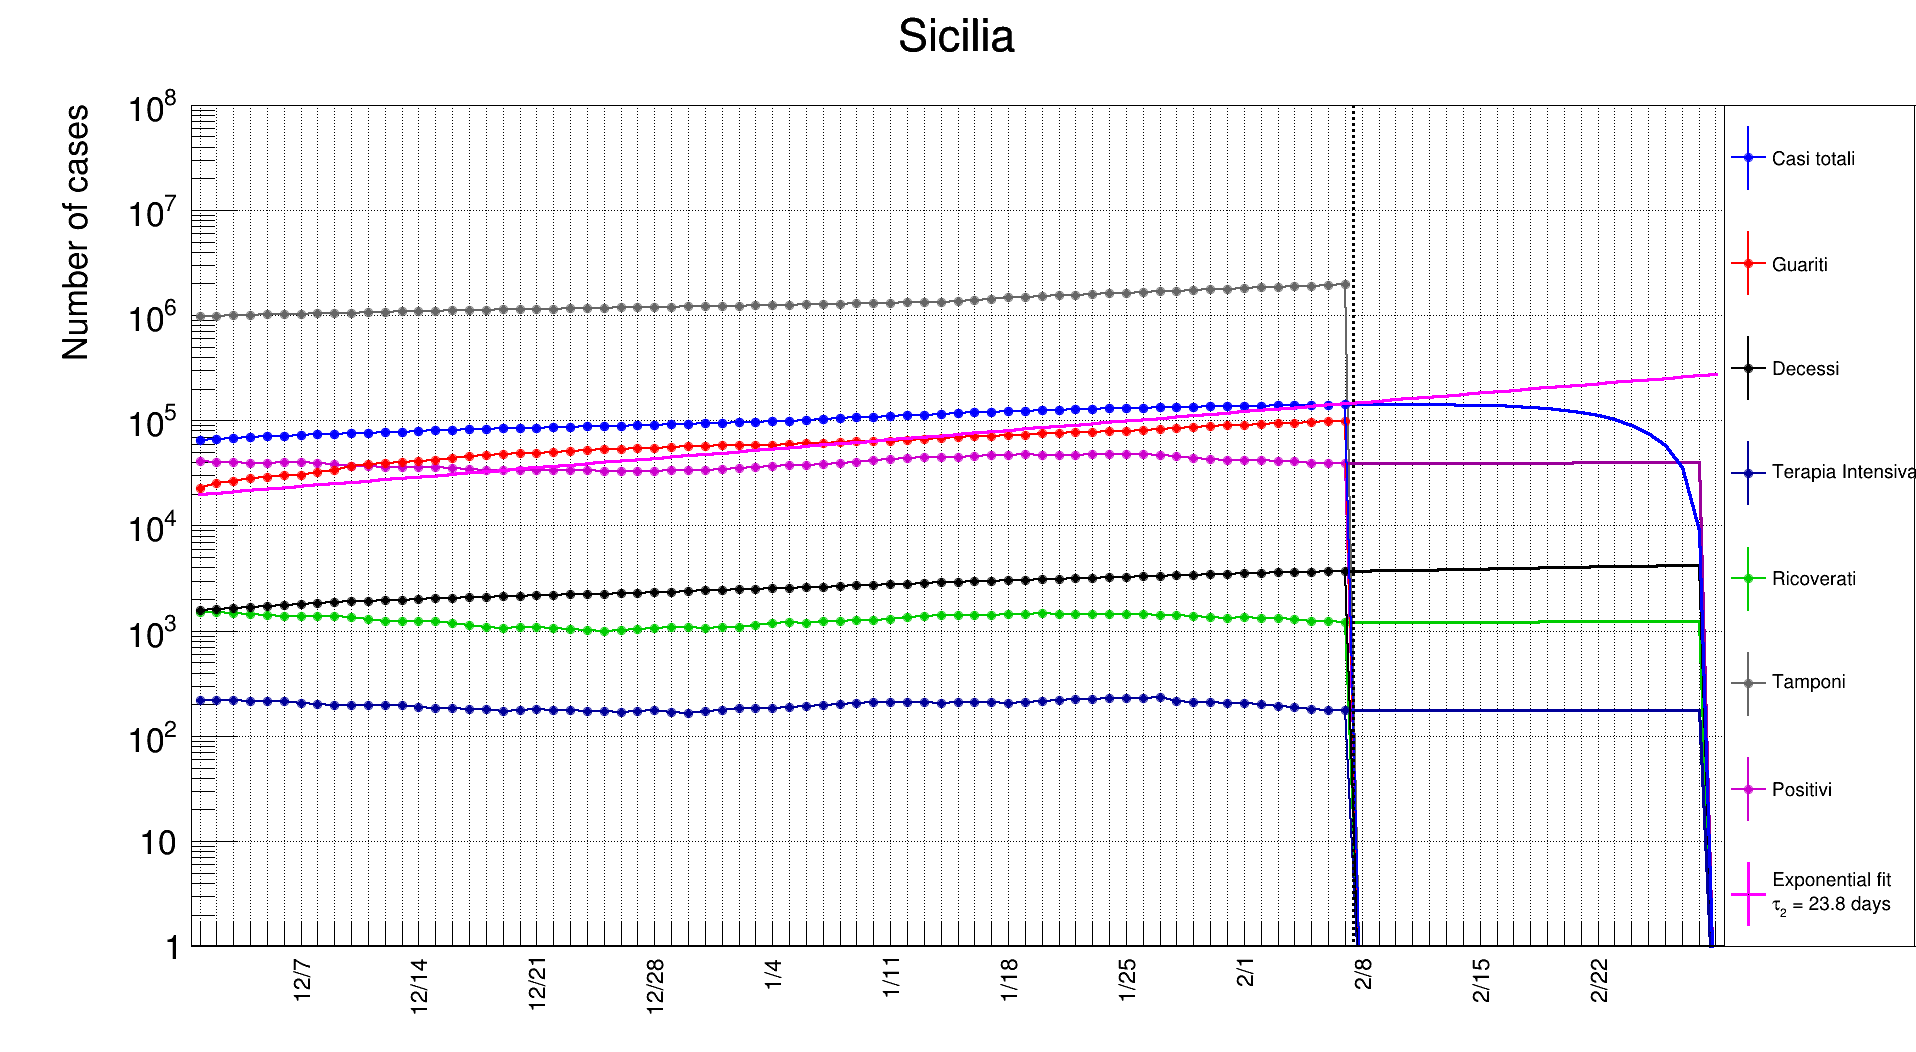 Sicilia
Number of cases
10^8
10^7
10^6
10^5
10^4
10^3
10^2
10
1
12/7
12/14
12/21
12/28
1/4
1/11
1/18
1/25
2/1
2/8
2/15
2/22
Casi totali
Guariti
Decessi
Terapia Intensiva
Ricoverati
Tamponi
Positivi
Exponential fit
τ_2 = 23.8 days